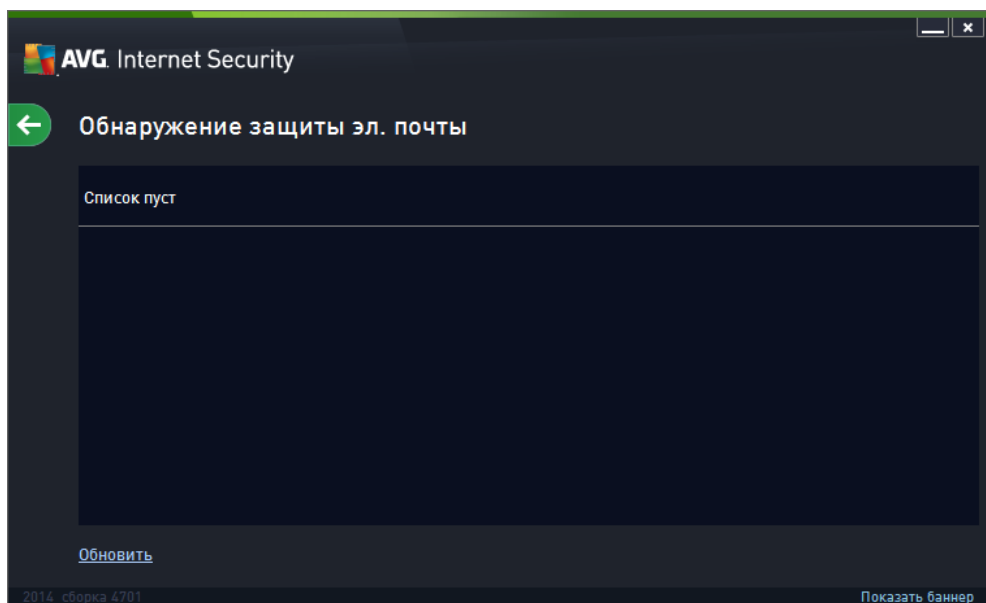 AVG. Internet Security
Обнаружение защиты эл. почты
Список пуст
Обновить
2014 сборка 4701
Показать баннер